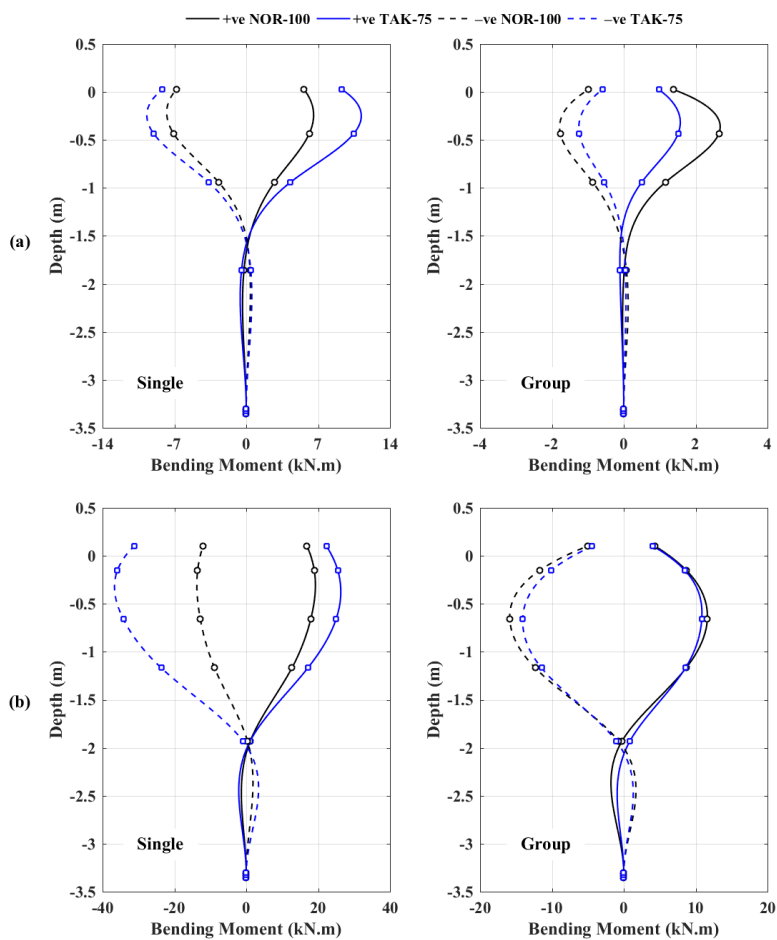 +ve NOR-100 +ve TAK-75 –ve NOR-100 –ve TAK-75
(a)
Depth (m)
0.5
0
-0.5
-1
-1.5
-2
-2.5
-3
-3.5
Single
-14 -7 0 7 14
Bending Moment (kN.m)
Depth (m)
0.5
0
-0.5
-1
-1.5
-2
-2.5
-3
-3.5
Group
-4 -2 0 2 4
Bending Moment (kN.m)
(b)
Depth (m)
0.5
0
-0.5
-1
-1.5
-2
-2.5
-3
-3.5
Single
-40 -20 0 20 40
Bending Moment (kN.m)
Depth (m)
0.5
0
-0.5
-1
-1.5
-2
-2.5
-3
-3.5
Group
-20 -10 0 10 20
Bending Moment (kN.m)